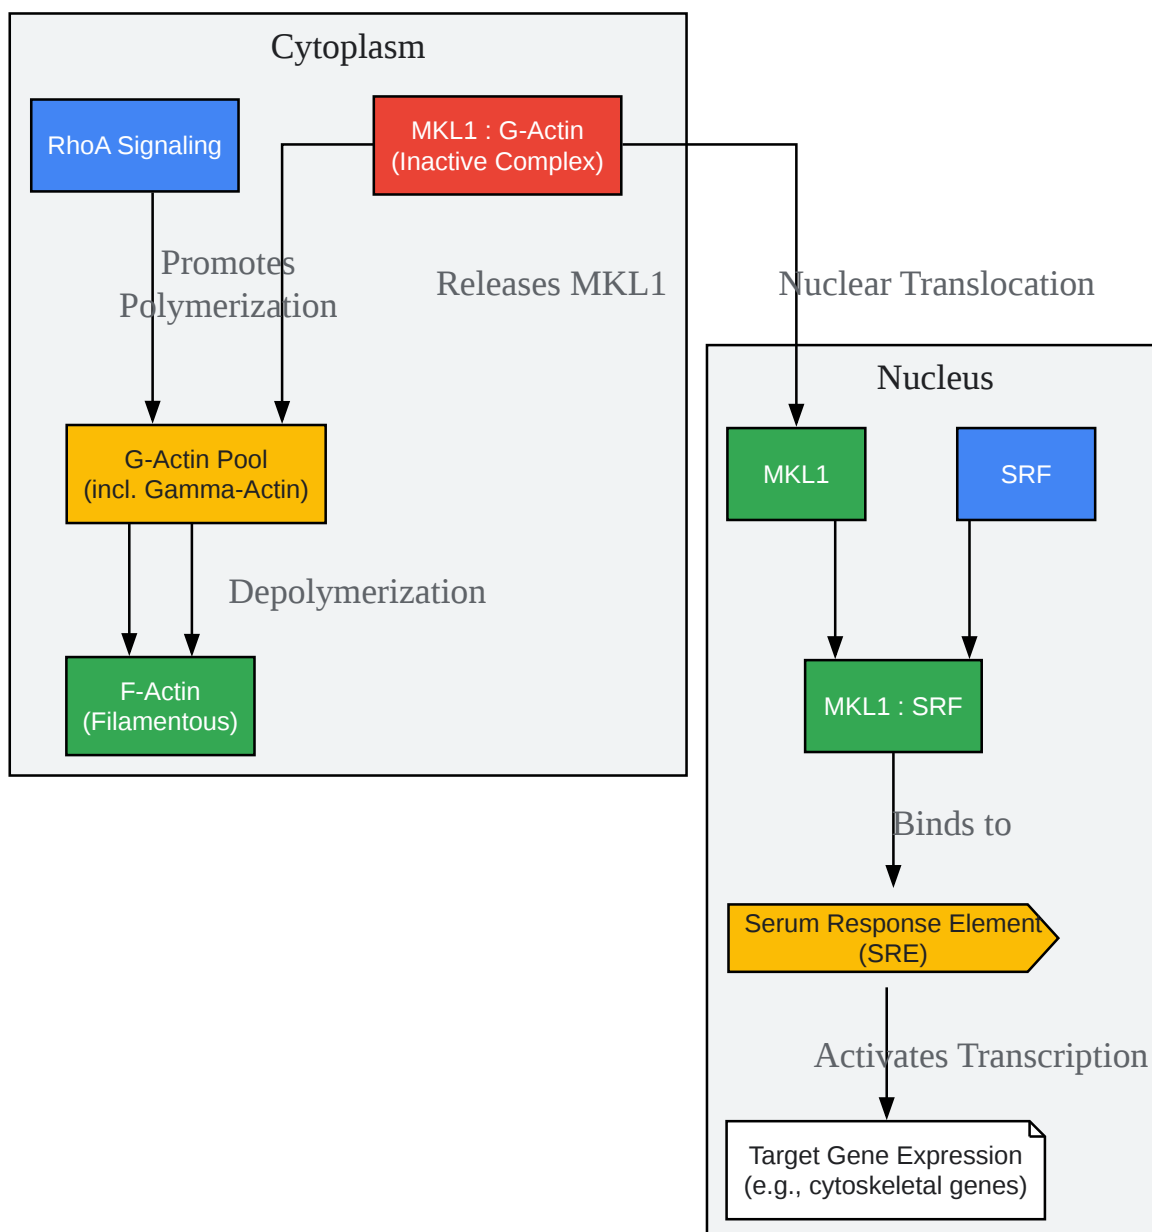 Cytoplasm
RhoA Signaling
MKL1 : G-Actin
(Inactive Complex)
Promotes
Polymerization
Releases MKL1
Nuclear Translocation
G-Actin Pool
(incl. Gamma-Actin)
Depolymerization
F-Actin
(Filamentous)
Nucleus
MKL1
SRF
MKL1 : SRF
Binds to
Serum Response Element
(SRE)
Activates Transcription
Target Gene Expression
(e.g., cytoskeletal genes)